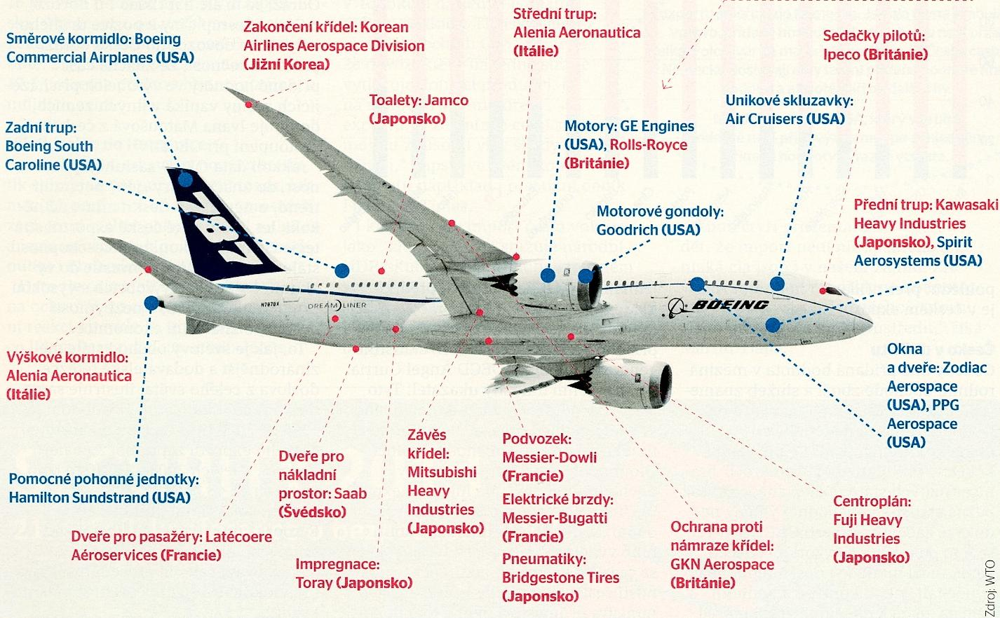 Směrové kormidlo: Boeing
Commercial Airplanes (USA)
Zakončení křídel: Korean
Airlines Aerospace Division
(Jižní Korea)
Střední trup:
Alenia Aeronautica
(Itálie)
Sedačky pilotů:
Ipeco (Británie)
Toalety: Jamco
(Japonsko)
Únikové skluzavky:
Air Cruisers (USA)
Zadní trup:
Boeing South
Caroline (USA)
Motory: GE Engines
(USA), Rolls-Royce
(Británie)
Motorové gondoly:
Goodrich (USA)
Přední trup: Kawasaki
Heavy Industries
(Japonsko), Spirit
Aerosystems (USA)
787
N787BX
DREAMLINER
BOEING
Výškové kormidlo:
Alenia Aeronautica
(Itálie)
Okna
a dveře: Zodiac
Aerospace
(USA), PPG
Aerospace
(USA)
Pomocné pohonné jednotky:
Hamilton Sundstrand (USA)
Dveře pro pasažéry: Latécoere
Aéroservices (Francie)
Dveře pro
nákladní
prostor: Saab
(Švédsko)
Impregnace:
Toray (Japonsko)
Závěs
křídel:
Mitsubishi
Heavy
Industries
(Japonsko)
Podvozek:
Messier-Dowli
(Francie)
Elektrické brzdy:
Messier-Bugatti
(Francie)
Pneumatiky:
Bridgestone Tires
(Japonsko)
Ochrana proti
námraze křídel:
GKN Aerospace
(Británie)
Centroplán:
Fuji Heavy
Industries
(Japonsko)
Zdroj: WTO